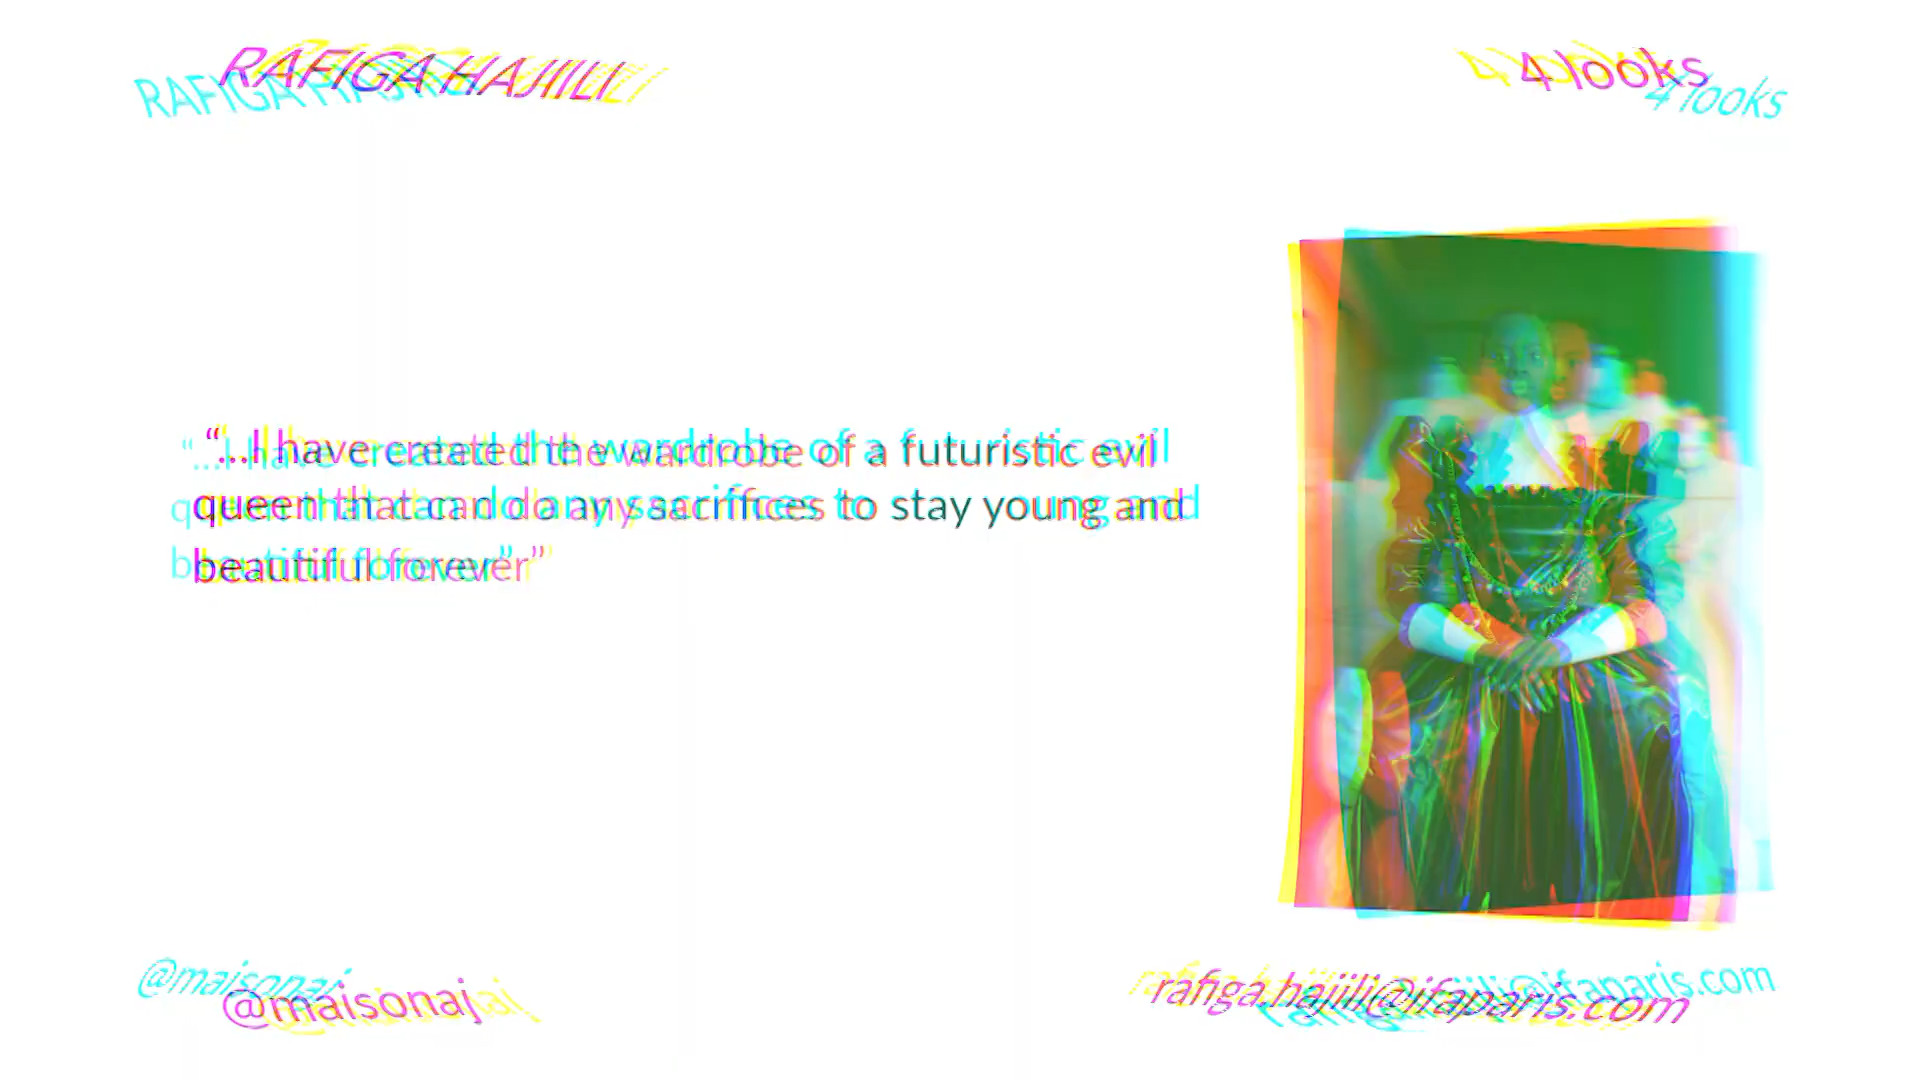 RAFIGA HAJIILI
4 looks
“...I have created the wardrobe of a futuristic evil
queen that can do any sacrifices to stay young and
beautiful forever”
@maisonaj
rafiga.hajiili@ifaparis.com